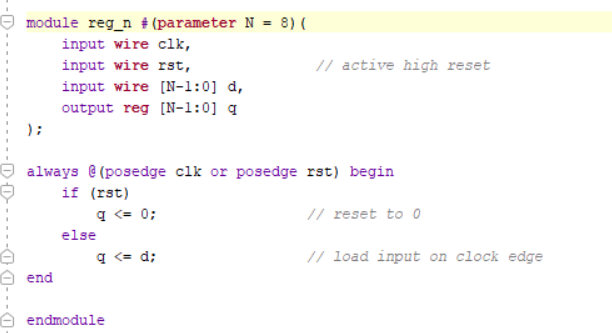 module reg_n #(parameter N = 8)(
    input wire clk,
    input wire rst,                // active high reset
    input wire [N-1:0] d,
    output reg [N-1:0] q
);

always @(posedge clk or posedge rst) begin
    if (rst)
        q <= 0;                   // reset to 0
    else
        q <= d;                   // load input on clock edge
end

endmodule